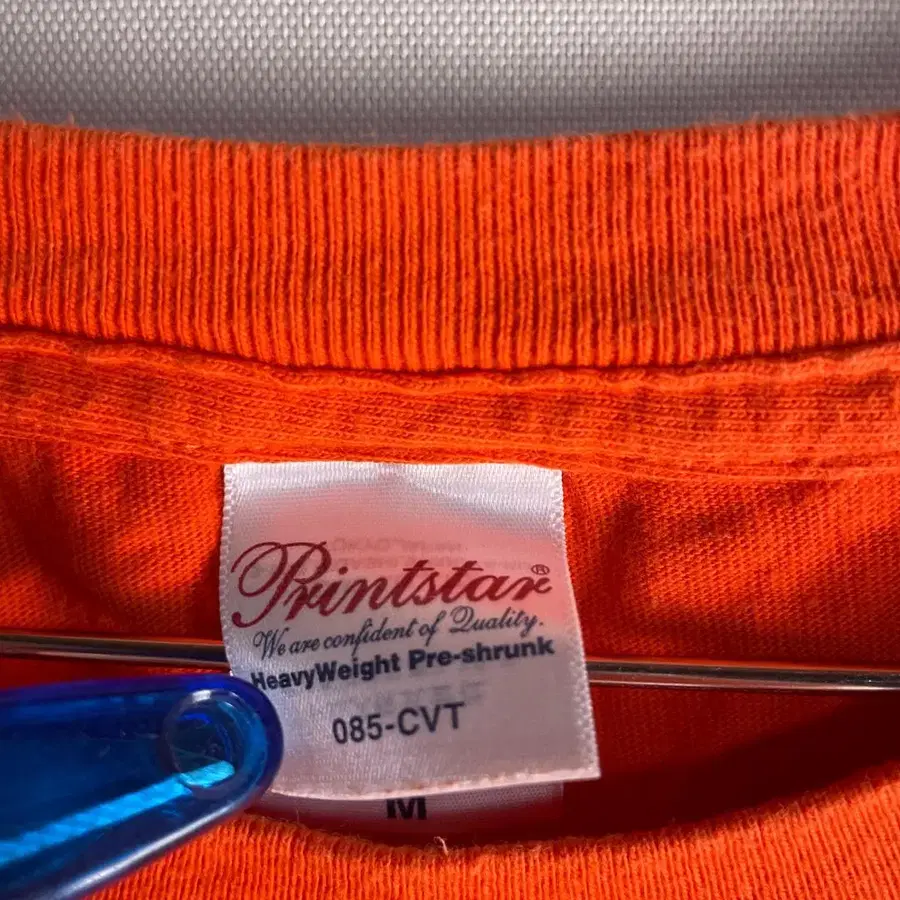 Printstar®
We are confident of Quality.
HeavyWeight Pre-shrunk
085-CVT
M